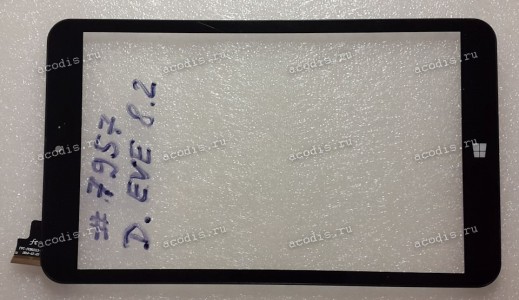 #7957
D. EVE 8.2
acodis.ru